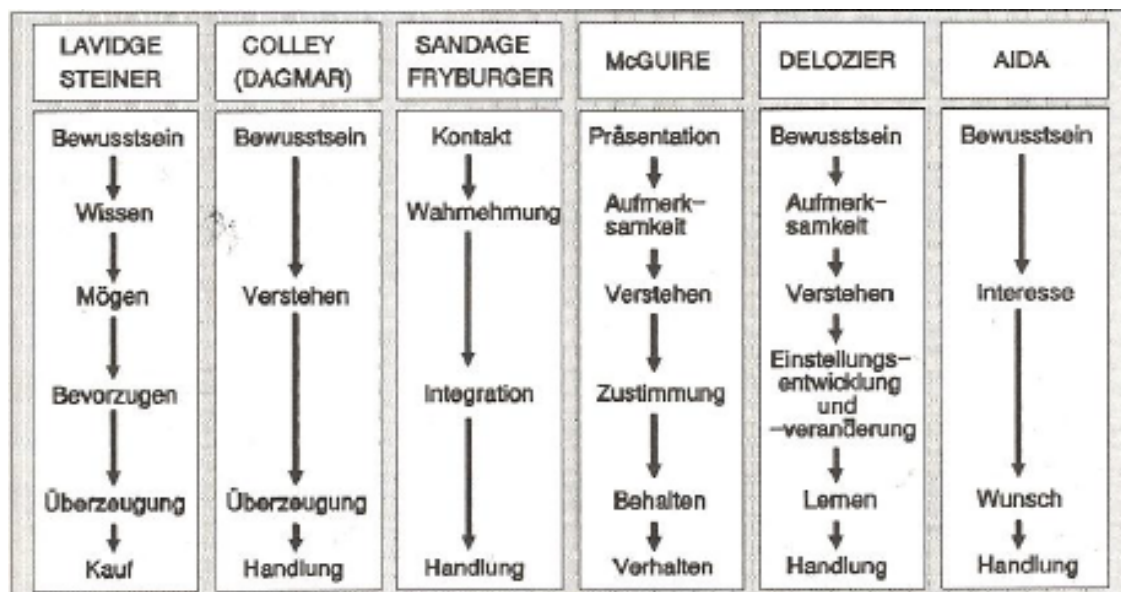 LAVIDGE
STEINER
COLLEY
(DAGMAR)
SANDAGE
FRYBURGER
McGUIRE
DELOZIER
AIDA
Bewusstsein
Wissen
Mögen
Bevorzugen
Überzeugung
Kauf
Bewusstsein
Verstehen
Überzeugung
Handlung
Kontakt
Wahrnehmung
Integration
Handlung
Präsentation
Aufmerk-
samkeit
Verstehen
Zustimmung
Behalten
Verhalten
Bewusstsein
Aufmerk-
samkeit
Verstehen
Einstellungs-
entwicklung
und
-veränderung
Lernen
Handlung
Bewusstsein
Interesse
Wunsch
Handlung